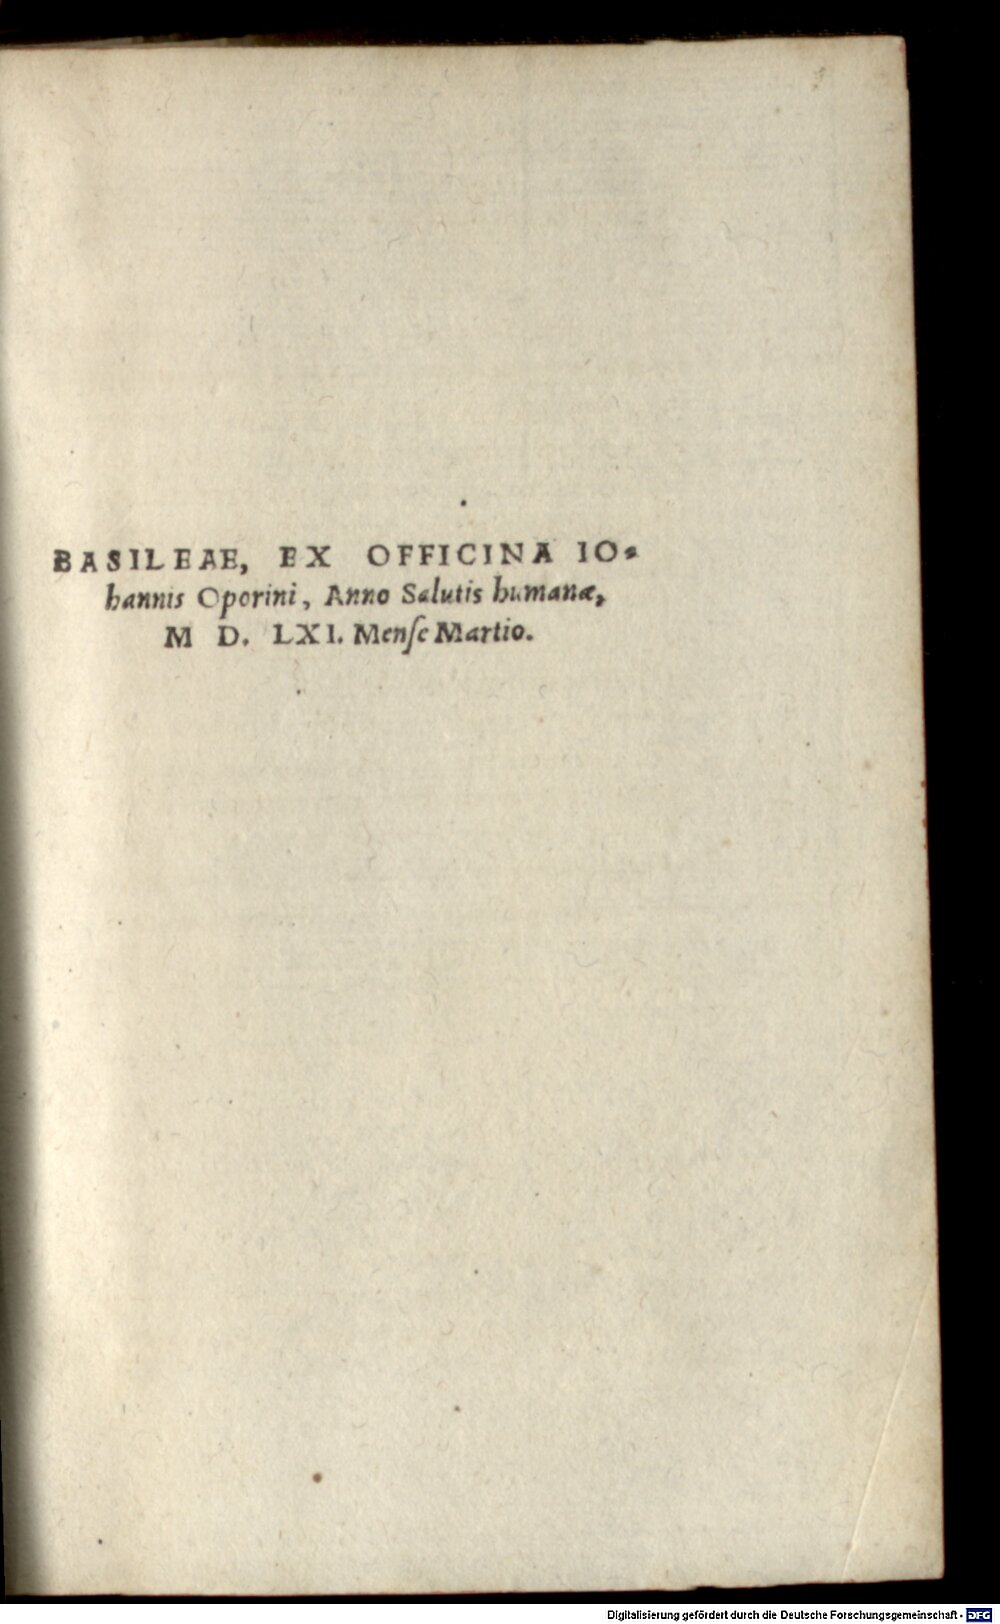 BASILEAE, EX OFFICINA IO-
hannis Oporini, Anno Salutis humanæ,
M D. LXI. Menſe Martio.
Digitalisierung gefördert durch die Deutsche Forschungsgemeinschaft - DFG